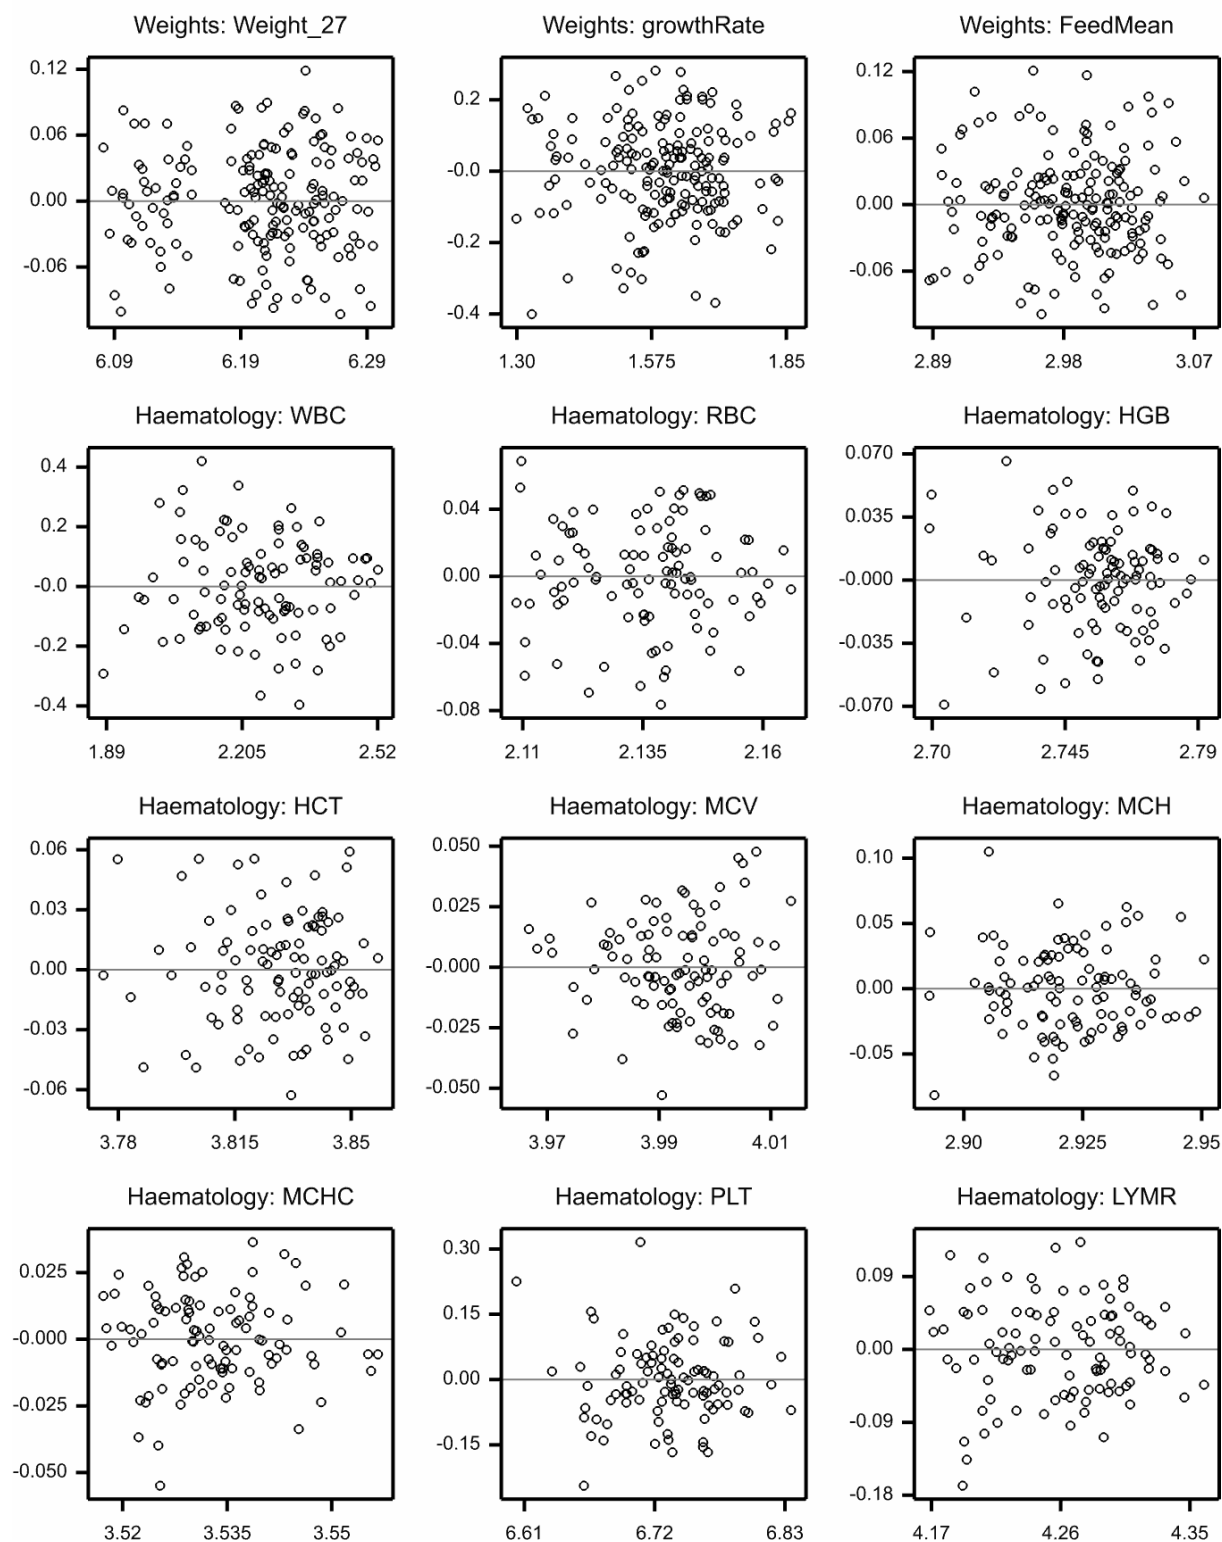 Weights: Weight_27 Weights: growthRate Weights: FeedMean
0.12 0.06 0.00 -0.06
6.09 6.19 6.29
0.2 -0.0 -0.2 -0.4
1.30 1.575 1.85
0.12 0.06 0.00 -0.06
2.89 2.98 3.07
Haematology: WBC Haematology: RBC Haematology: HGB
0.4 0.2 -0.0 -0.2 -0.4
1.89 2.205 2.52
0.04 0.00 -0.04 -0.08
2.11 2.135 2.16
0.070 0.035 -0.000 -0.035 -0.070
2.70 2.745 2.79
Haematology: HCT Haematology: MCV Haematology: MCH
0.06 0.03 0.00 -0.03 -0.06
3.78 3.815 3.85
0.050 0.025 -0.000 -0.025 -0.050
3.97 3.99 4.01
0.10 0.05 0.00 -0.05
2.90 2.925 2.95
Haematology: MCHC Haematology: PLT Haematology: LYMR
0.025 -0.000 -0.025 -0.050
3.52 3.535 3.55
0.30 0.15 0.00 -0.15
6.61 6.72 6.83
0.09 0.00 -0.09 -0.18
4.17 4.26 4.35